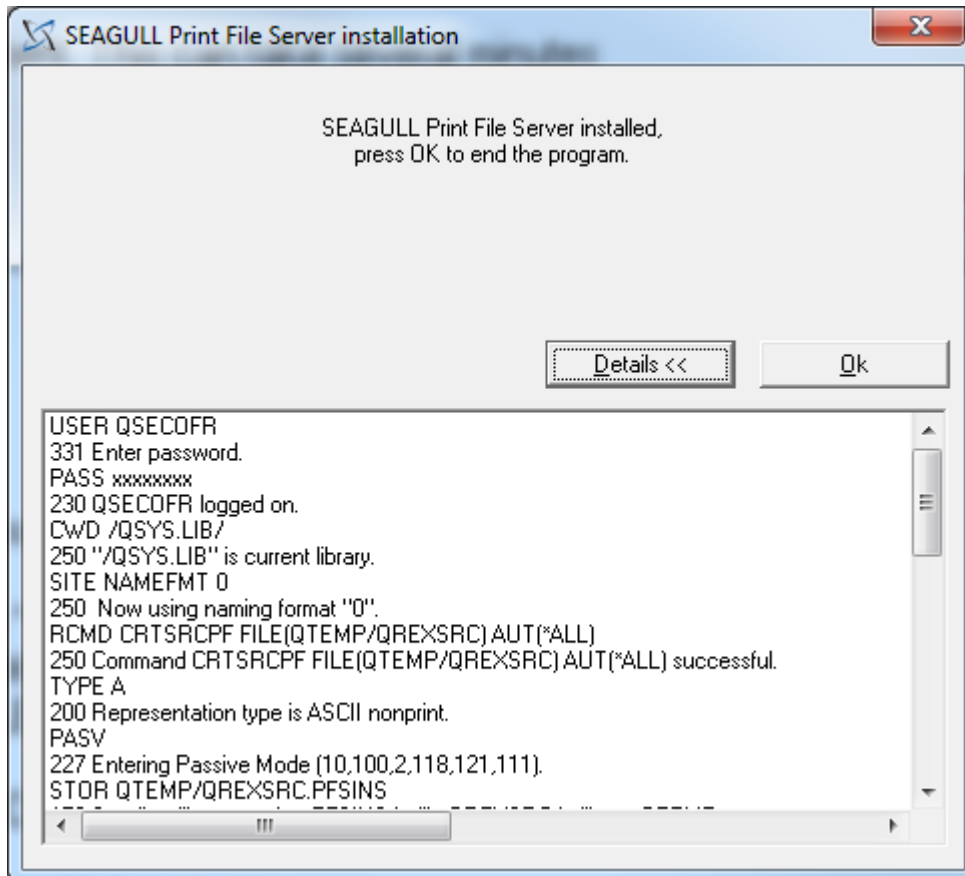 SEAGULL Print File Server installation
SEAGULL Print File Server installed,
press OK to end the program.
Details <<
Ok
USER QSECOFR
331 Enter password.
PASS xxxxxxxx
230 QSECOFR logged on.
CWD /QSYS.LIB/
250 "/QSYS.LIB" is current library.
SITE NAMEFMT 0
250  Now using naming format "0".
RCMD CRTSRCPF FILE(QTEMP/QREXSRC) AUT(*ALL)
250 Command CRTSRCPF FILE(QTEMP/QREXSRC) AUT(*ALL) successful.
TYPE A
200 Representation type is ASCII nonprint.
PASV
227 Entering Passive Mode (10,100,2,118,121,111).
STOR QTEMP/QREXSRC.PFSINS